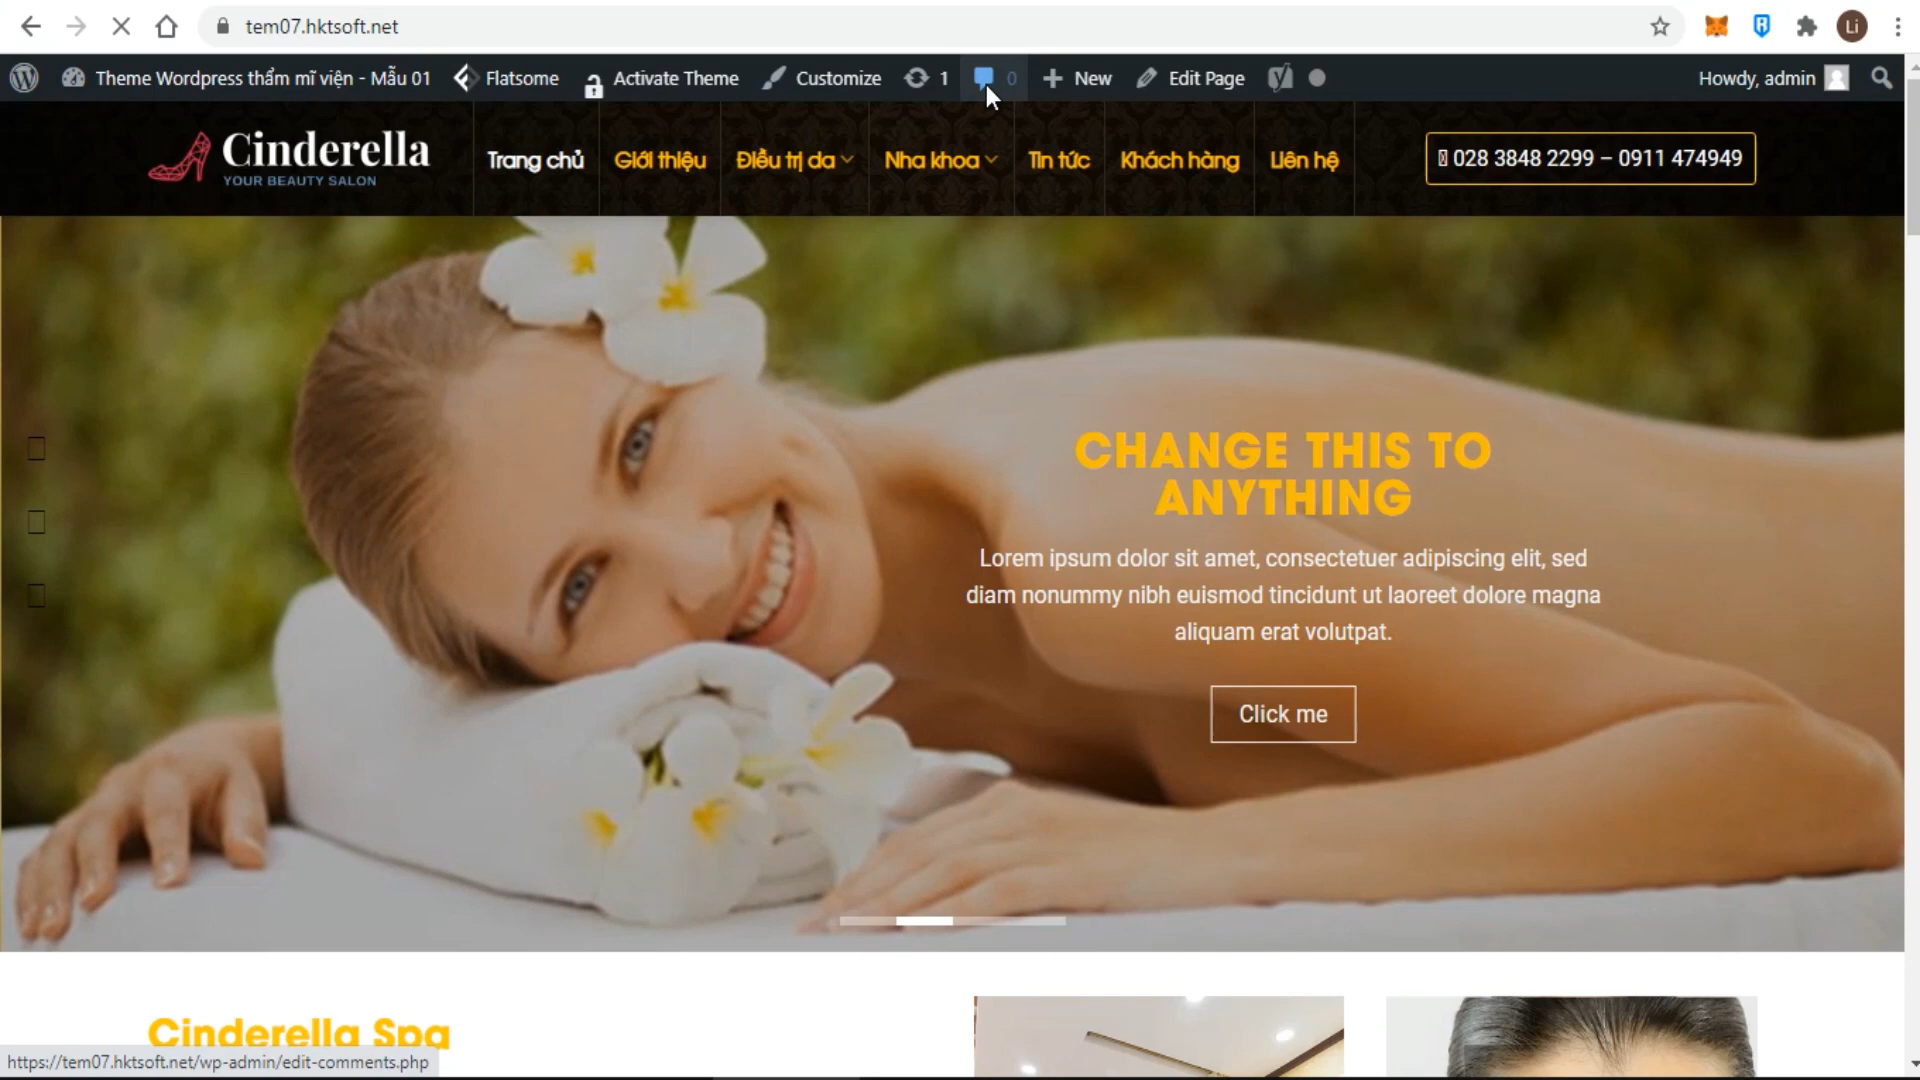 tem07.hktsoft.net
Li
Theme Wordpress thẩm mĩ viện - Mẫu 01
Flatsome
Activate Theme
Customize
1
0
New
Edit Page
Howdy, admin
Cinderella
YOUR BEAUTY SALON
Trang chủ
Giới thiệu
Điều trị da
Nha khoa
Tin tức
Khách hàng
Liên hệ
028 3848 2299 – 0911 474949
CHANGE THIS TO
ANYTHING
Lorem ipsum dolor sit amet, consectetuer adipiscing elit, sed
diam nonummy nibh euismod tincidunt ut laoreet dolore magna
aliquam erat volutpat.
Click me
Cinderella Spa
https://tem07.hktsoft.net/wp-admin/edit-comments.php